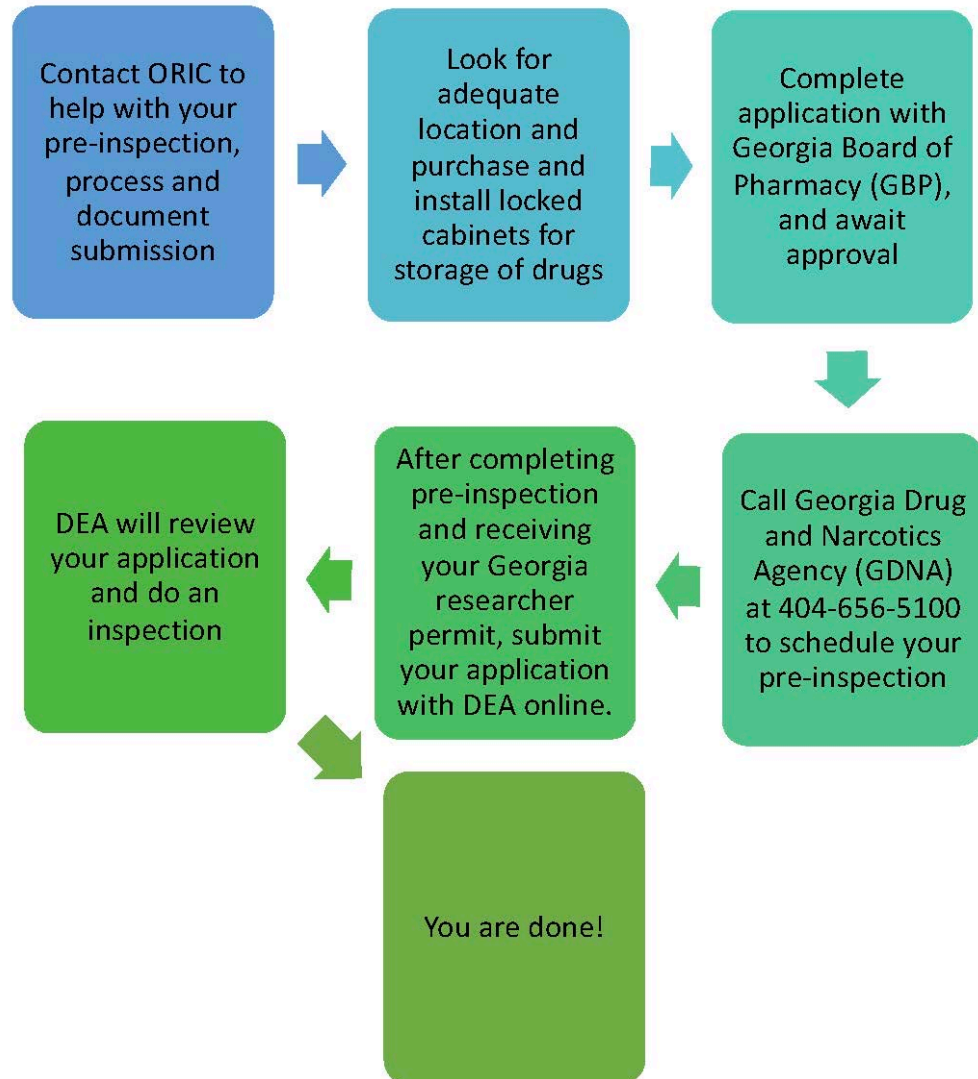 Contact ORIC to
help with your
pre-inspection,
process and
document
submission
Look for
adequate
location and
purchase and
install locked
cabinets for
storage of drugs
Complete
application with
Georgia Board of
Pharmacy (GBP),
and await
approval
Call Georgia Drug
and Narcotics
Agency (GDNA)
at 404-656-5100
to schedule your
pre-inspection
After completing
pre-inspection
and receiving
your Georgia
researcher
permit, submit
your application
with DEA online.
DEA will review
your application
and do an
inspection
You are done!